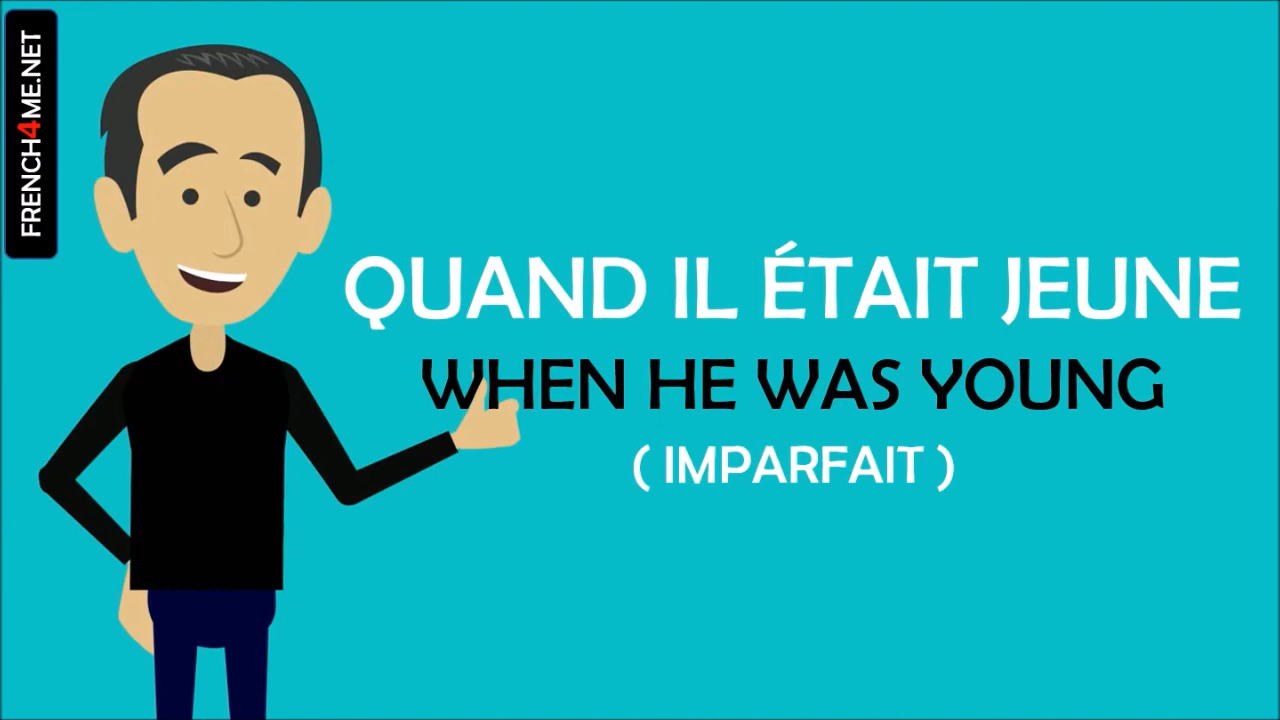 FRENCH4ME.NET
QUAND IL ÉTAIT JEUNE
WHEN HE WAS YOUNG
( IMPARFAIT )